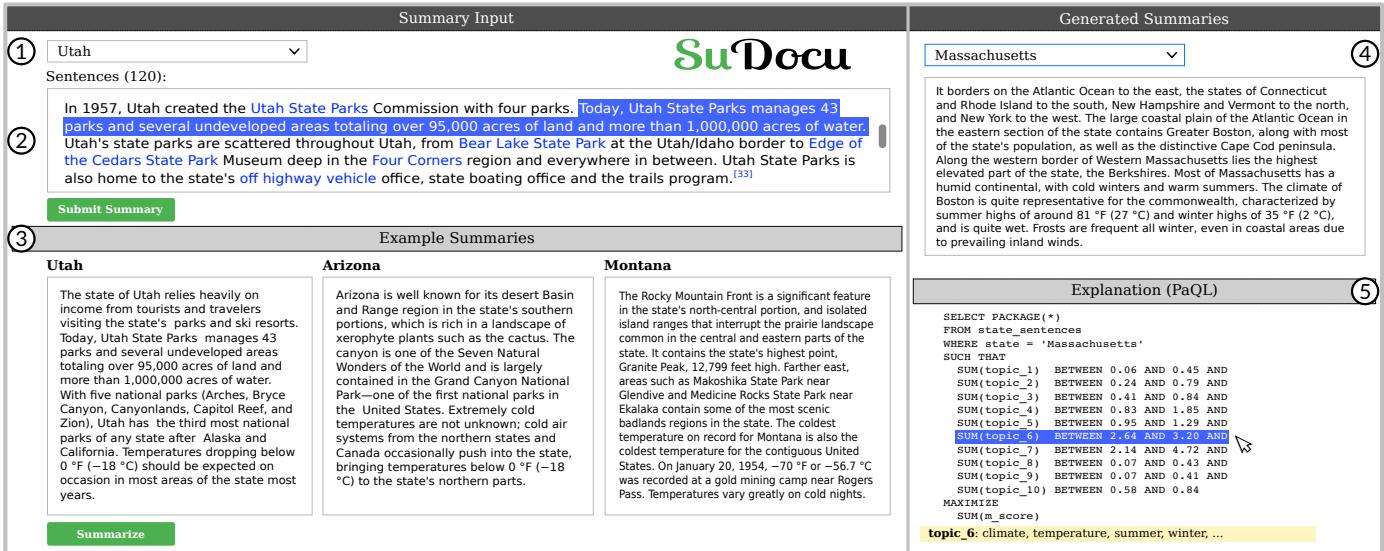 Summary Input
1
Utah
SuDocu
Sentences (120):
2
In 1957, Utah created the Utah State Parks Commission with four parks. Today, Utah State Parks manages 43
parks and several undeveloped areas totaling over 95,000 acres of land and more than 1,000,000 acres of water.
Utah's state parks are scattered throughout Utah, from Bear Lake State Park at the Utah/Idaho border to Edge of
the Cedars State Park Museum deep in the Four Corners region and everywhere in between. Utah State Parks is
also home to the state's off highway vehicle office, state boating office and the trails program.[33]
Submit Summary
3
Example Summaries
Utah
The state of Utah relies heavily on
income from tourists and travelers
visiting the state's parks and ski resorts.
Today, Utah State Parks manages 43
parks and several undeveloped areas
totaling over 95,000 acres of land and
more than 1,000,000 acres of water.
With five national parks (Arches, Bryce
Canyon, Canyonlands, Capitol Reef, and
Zion), Utah has the third most national
parks of any state after Alaska and
California. Temperatures dropping below
0 °F (−18 °C) should be expected on
occasion in most areas of the state most
years.
Arizona
Arizona is well known for its desert Basin
and Range region in the state's southern
portions, which is rich in a landscape of
xerophyte plants such as the cactus. The
canyon is one of the Seven Natural
Wonders of the World and is largely
contained in the Grand Canyon National
Park—one of the first national parks in
the United States. Extremely cold
temperatures are not unknown; cold air
systems from the northern states and
Canada occasionally push into the state,
bringing temperatures below 0 °F (−18
°C) to the state's northern parts.
Montana
The Rocky Mountain Front is a significant feature
in the state's north-central portion, and isolated
island ranges that interrupt the prairie landscape
common in the central and eastern parts of the
state. It contains the state's highest point,
Granite Peak, 12,799 feet high. Farther east,
areas such as Makoshika State Park near
Glendive and Medicine Rocks State Park near
Ekalaka contain some of the most scenic
badlands regions in the state. The coldest
temperature on record for Montana is also the
coldest temperature for the contiguous United
States. On January 20, 1954, −70 °F or −56.7 °C
was recorded at a gold mining camp near Rogers
Pass. Temperatures vary greatly on cold nights.
Summarize
Generated Summaries
Massachusetts
4
It borders on the Atlantic Ocean to the east, the states of Connecticut
and Rhode Island to the south, New Hampshire and Vermont to the north,
and New York to the west. The large coastal plain of the Atlantic Ocean in
the eastern section of the state contains Greater Boston, along with most
of the state's population, as well as the distinctive Cape Cod peninsula.
Along the western border of Western Massachusetts lies the highest
elevated part of the state, the Berkshires. Most of Massachusetts has a
humid continental, with cold winters and warm summers. The climate of
Boston is quite representative for the commonwealth, characterized by
summer highs of around 81 °F (27 °C) and winter highs of 35 °F (2 °C),
and is quite wet. Frosts are frequent all winter, even in coastal areas due
to prevailing inland winds.
Explanation (PaQL)
5
SELECT PACKAGE(*)
FROM state_sentences
WHERE state = 'Massachusetts'
SUCH THAT
SUM(topic_1) BETWEEN 0.06 AND 0.45 AND
SUM(topic_2) BETWEEN 0.24 AND 0.79 AND
SUM(topic_3) BETWEEN 0.41 AND 0.84 AND
SUM(topic_4) BETWEEN 0.83 AND 1.85 AND
SUM(topic_5) BETWEEN 0.95 AND 1.29 AND
SUM(topic_6) BETWEEN 2.64 AND 3.20 AND
SUM(topic_7) BETWEEN 2.14 AND 4.72 AND
SUM(topic_8) BETWEEN 0.07 AND 0.43 AND
SUM(topic_9) BETWEEN 0.07 AND 0.41 AND
SUM(topic_10) BETWEEN 0.58 AND 0.84
MAXIMIZE
SUM(m_score)
topic_6: climate, temperature, summer, winter, ...